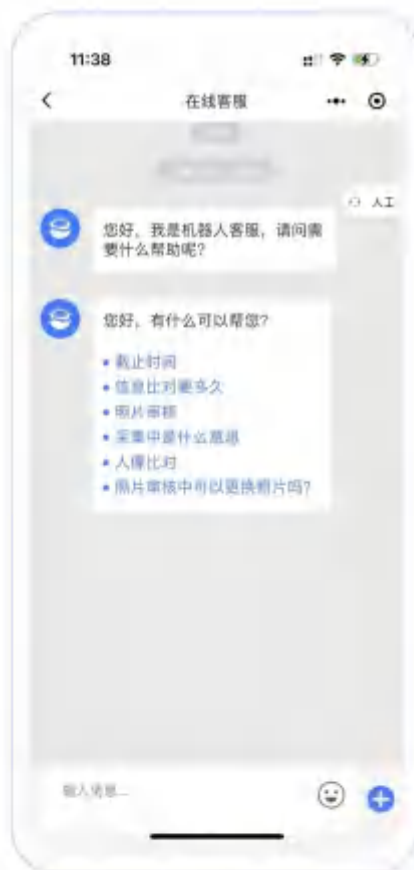 11:38
在线客服
人工
您好，我是机器人客服，请问需
要什么帮助呢？
您好，有什么可以帮您？
截止时间
信息比对要多久
照片审核
采集中是什么意思
人像比对
照片审核中可以更换照片吗？
输入消息...